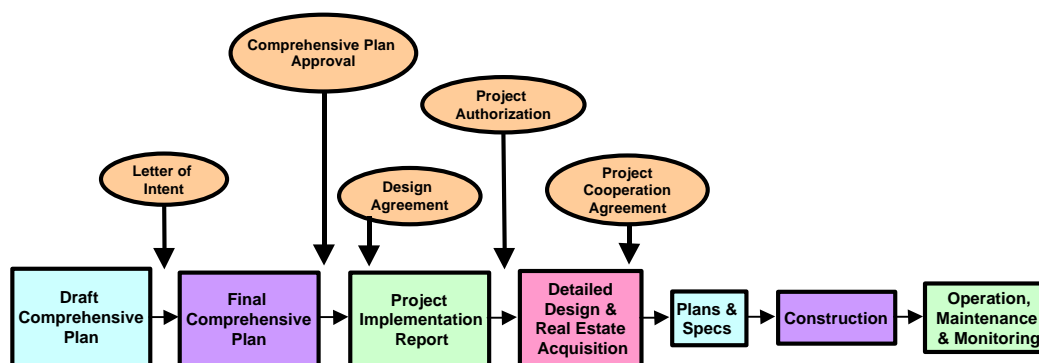 Comprehensive Plan
Approval
Project
Authorization
Letter of
Intent
Design
Agreement
Project
Cooperation
Agreement
Draft
Comprehensive
Plan
Final
Comprehensive
Plan
Project
Implementation
Report
Detailed
Design &
Real Estate
Acquisition
Plans &
Specs
Construction
Operation,
Maintenance
& Monitoring